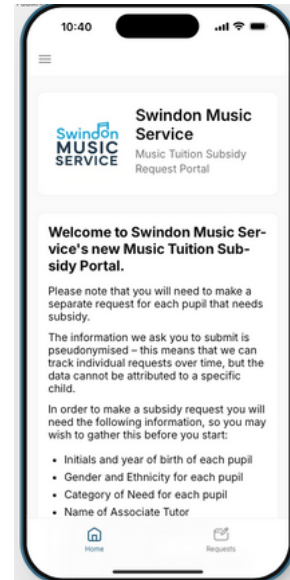 10:40
Swindon
MUSIC
SERVICE
Swindon Music
Service
Music Tuition Subsidy
Request Portal
Welcome to Swindon Music Ser-
vice's new Music Tuition Sub-
sidy Portal.
Please note that you will need to make a
separate request for each pupil that needs
subsidy.
The information we ask you to submit is
pseudonymised – this means that we can
track individual requests over time, but the
data cannot be attributed to a specific
child.
In order to make a subsidy request you will
need the following information, so you may
wish to gather this before you start:
• Initials and year of birth of each pupil
• Gender and Ethnicity for each pupil
• Category of Need for each pupil
• Name of Associate Tutor
Home
Requests